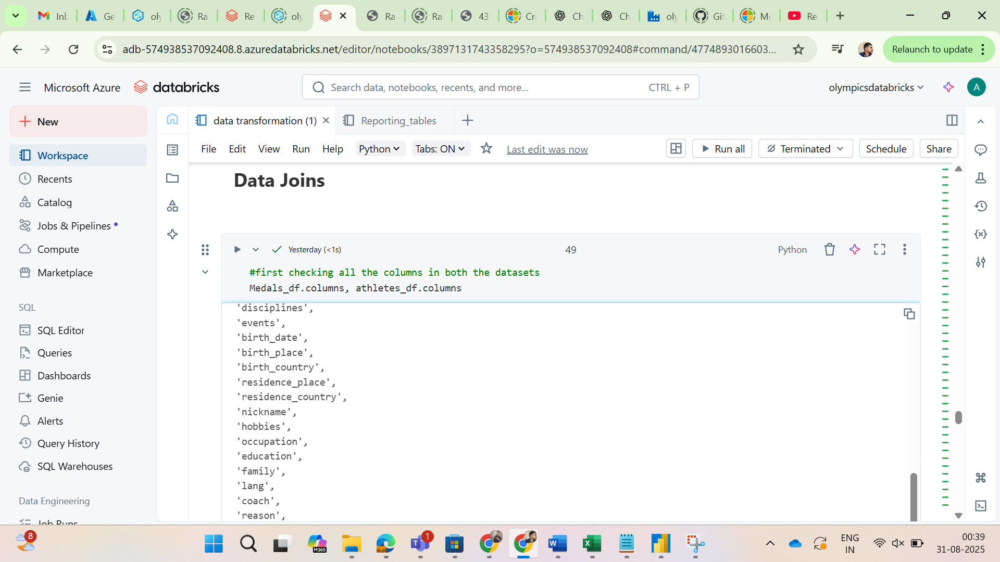 Inb
Ge
oly
Ra
Re
oly
Ra
Ra
43
Cr
Ch
Ch
oly
Git
Mc
Re
adb-574938537092408.8.azuredatabricks.net/editor/notebooks/3897131743358295?o=574938537092408#command/4774893016603...
Relaunch to update
Microsoft Azure
databricks
Search data, notebooks, recents, and more...
CTRL + P
olympicsdatabricks
A
New
data transformation (1)
Reporting_tables
File
Edit
View
Run
Help
Python
Tabs: ON
Last edit was now
Run all
Terminated
Schedule
Share
Workspace
Recents
Catalog
Jobs & Pipelines
Compute
Marketplace
SQL
SQL Editor
Queries
Dashboards
Genie
Alerts
Query History
SQL Warehouses
Data Engineering
Job Runs
Data Joins
Yesterday (<1s)
49
Python
#first checking all the columns in both the datasets
Medals_df.columns, athletes_df.columns
'disciplines',
'events',
'birth_date',
'birth_place',
'birth_country',
'residence_place',
'residence_country',
'nickname',
'hobbies',
'occupation',
'education',
'family',
'lang',
'coach',
'reason',
8
M365
1
ENG
IN
00:39
31-08-2025